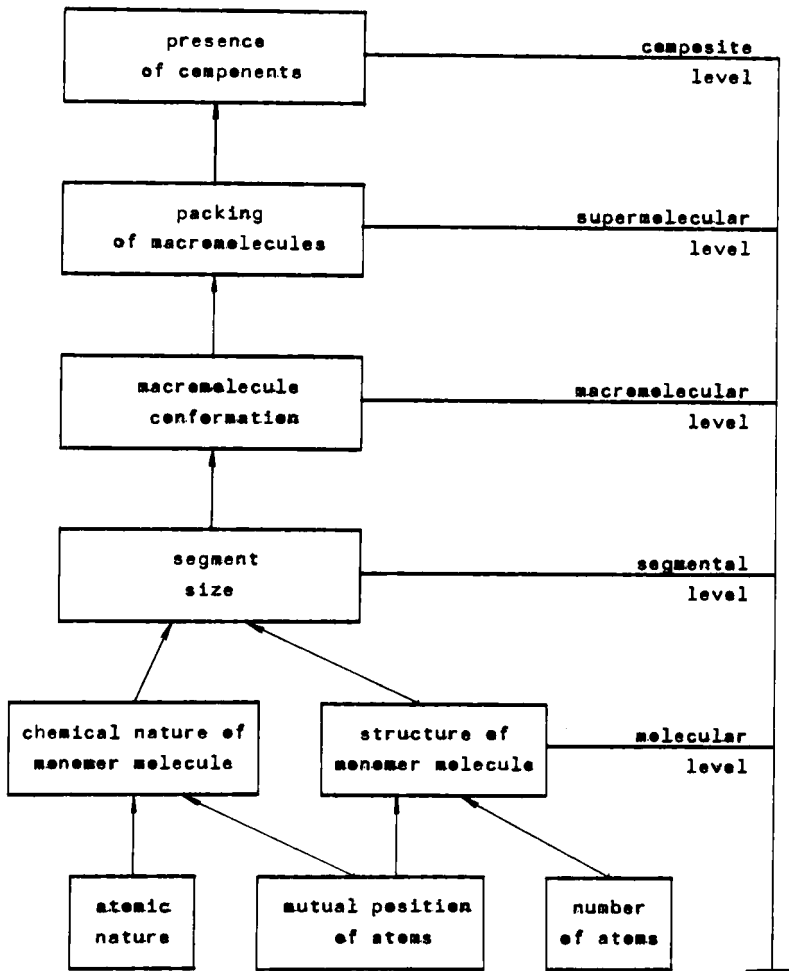 presence
of components
composite
level
packing
of macromolecules
supermolecular
level
macromolecule
conformation
macromolecular
level
segment
size
segmental
level
chemical nature of
monomer molecule
structure of
monomer molecule
molecular
level
atomic
nature
mutual position
of atoms
number
of atoms